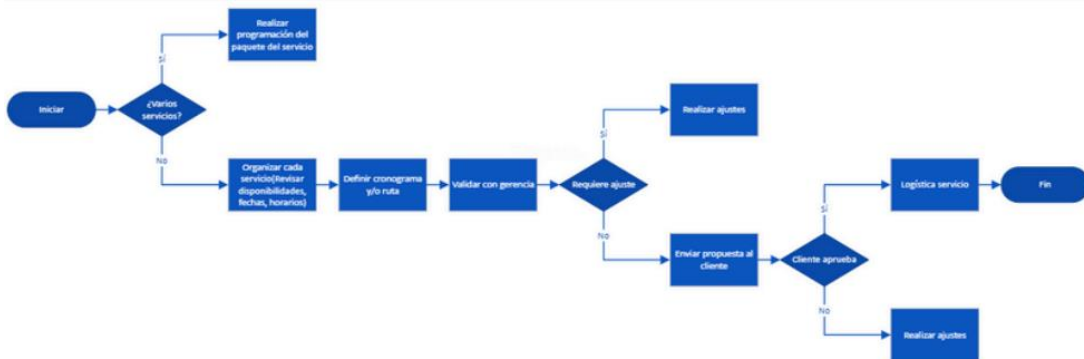 Realizar
programación del
paquete del servicio
Sí
Iniciar
¿Varios
servicios?
No
Organizar cada
servicio(Revisar
disponibilidades,
fechas, horarios)
Definir cronograma
y/o ruta
Validar con gerencia
Requiere ajuste
Sí
Realizar ajustes
No
Enviar propuesta al
cliente
Cliente aprueba
Sí
Logística servicio
Fin
No
Realizar ajustes